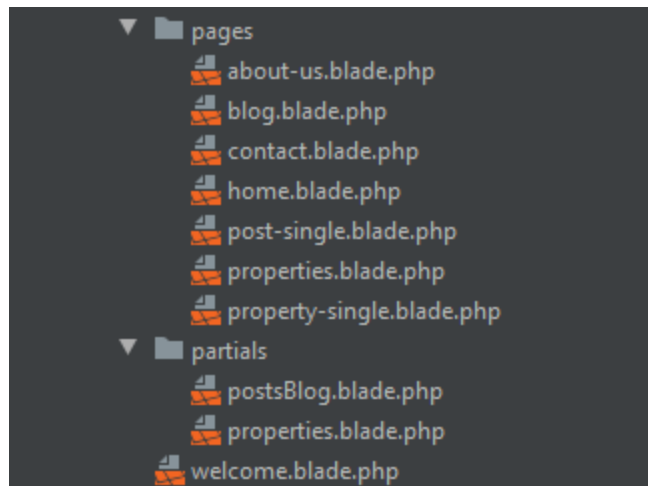 pages
about-us.blade.php
blog.blade.php
contact.blade.php
home.blade.php
post-single.blade.php
properties.blade.php
property-single.blade.php
partials
postsBlog.blade.php
properties.blade.php
welcome.blade.php